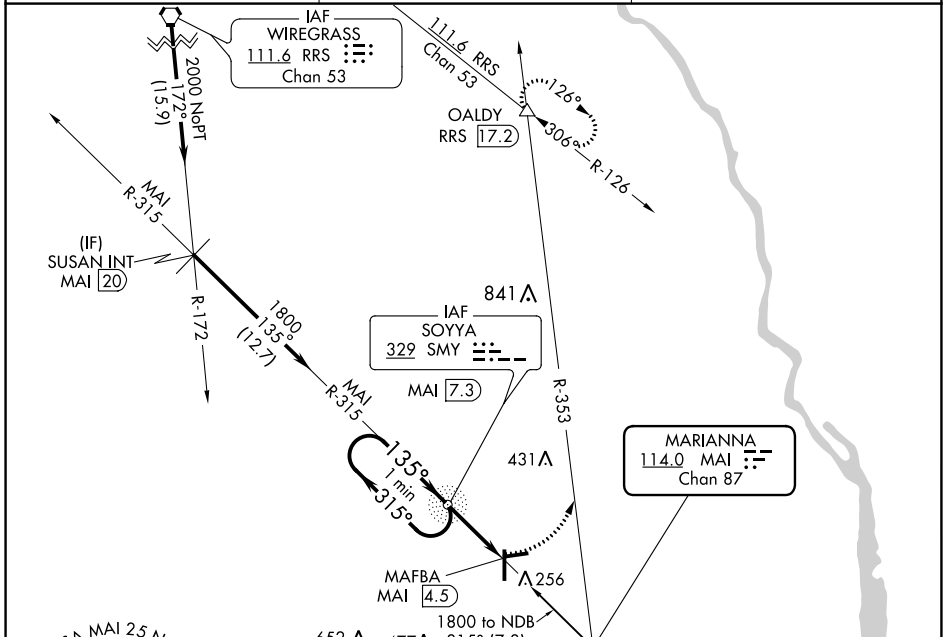 IAF
WIREGRASS
111.6 RRS
Chan 53
111.6 RRS
Chan 53
2000 NoPT
172°
(15.9)
126°
OALDY
RRS 17.2
306°
R-126
MAI
R-315
(IF)
SUSAN INT
MAI 20
R-172
1800
135°
(12.7)
841
IAF
SOYYA
329 SMY
MAI 7.3
MAI
R-315
R-353
135°
1 min
315°
431
MARIANNA
114.0 MAI
Chan 87
MAFBA
MAI 4.5
256
1800 to NDB
MAI 25 N